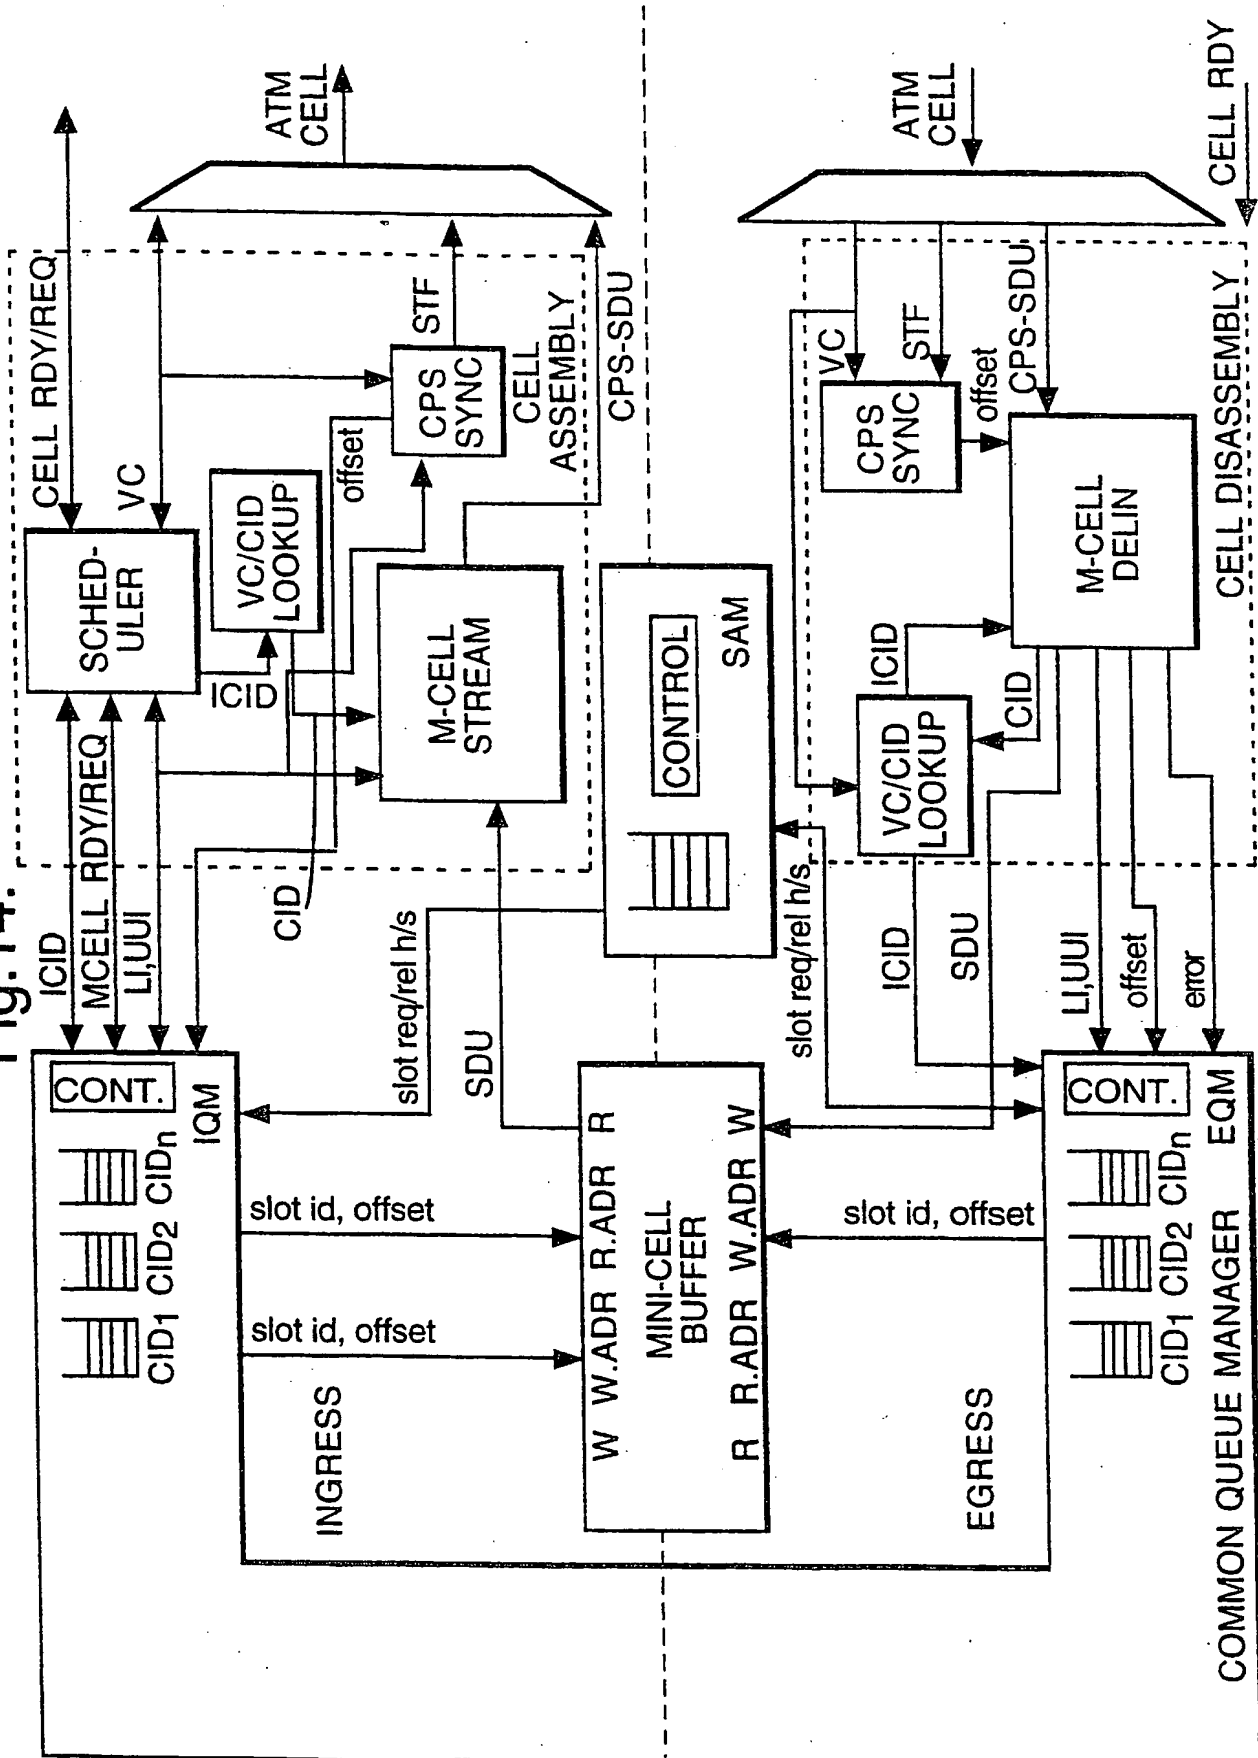 Fig.14.
CELL RDY/REQ
VC
SCHED-
ULER
ICID
MCELL RDY/REQ
LI,UUI
ICID
VC/CID
LOOKUP
offset
CPS
SYNC
STF
CELL
ASSEMBLY
CPS-SDU
ATM
CELL
M-CELL
STREAM
CID
CONT.
IQM
CID1
CID2
CIDn
slot req/rel h/s
SDU
slot id, offset
slot id, offset
INGRESS
W W.ADR R.ADR R
MINI-CELL
BUFFER
R R.ADR W.ADR W
CONTROL
SAM
EGRESS
slot id, offset
slot req/rel h/s
ICID
SDU
LI,UUI
offset
error
VC/CID
LOOKUP
ICID
CID
M-CELL
DELIN
CPS
SYNC
VC
STF
offset
CPS-SDU
ATM
CELL
CELL RDY
CELL DISASSEMBLY
CONT.
EQM
CID1
CID2
CIDn
COMMON QUEUE MANAGER